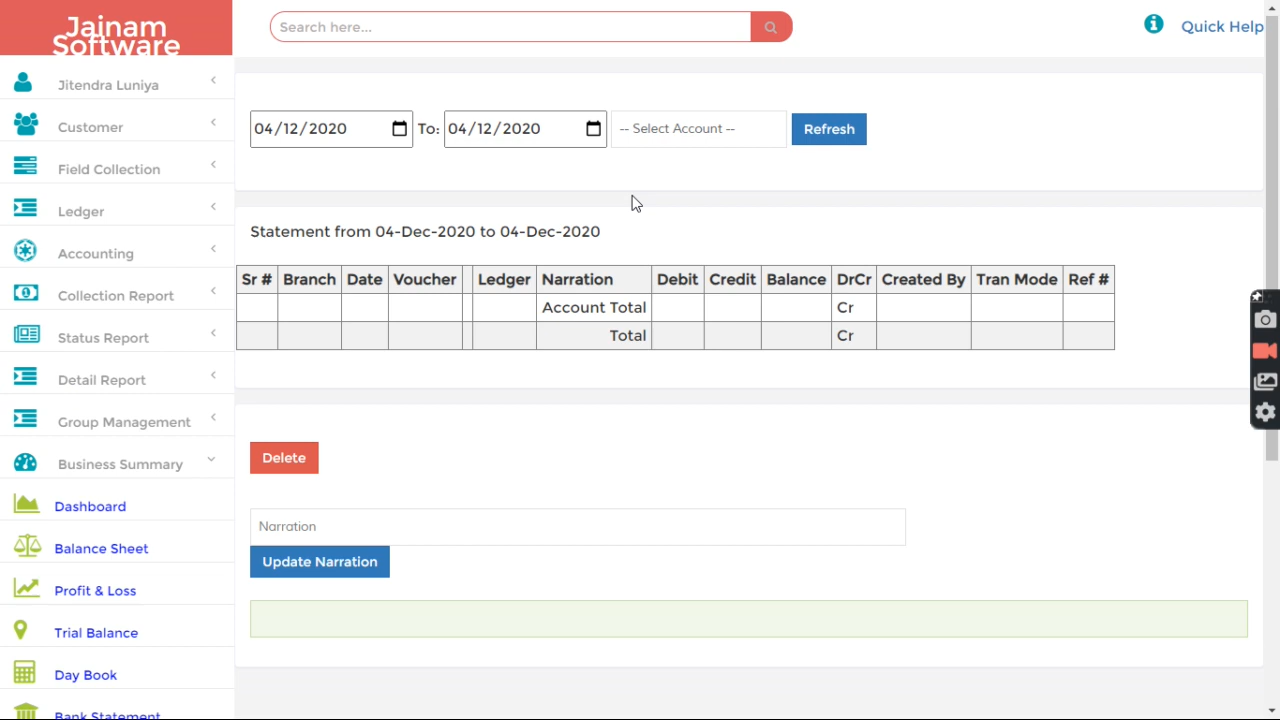 Jainam
Software
Search here...
Quick Help
Jitendra Luniya
Customer
Field Collection
Ledger
Accounting
Collection Report
Status Report
Detail Report
Group Management
Business Summary
Dashboard
Balance Sheet
Profit & Loss
Trial Balance
Day Book
Bank Statement
04/12/2020 To: 04/12/2020 -- Select Account -- Refresh
Statement from 04-Dec-2020 to 04-Dec-2020
Sr # Branch Date Voucher Ledger Narration Debit Credit Balance DrCr Created By Tran Mode Ref #
Account Total Cr
Total Cr
Delete
Narration
Update Narration